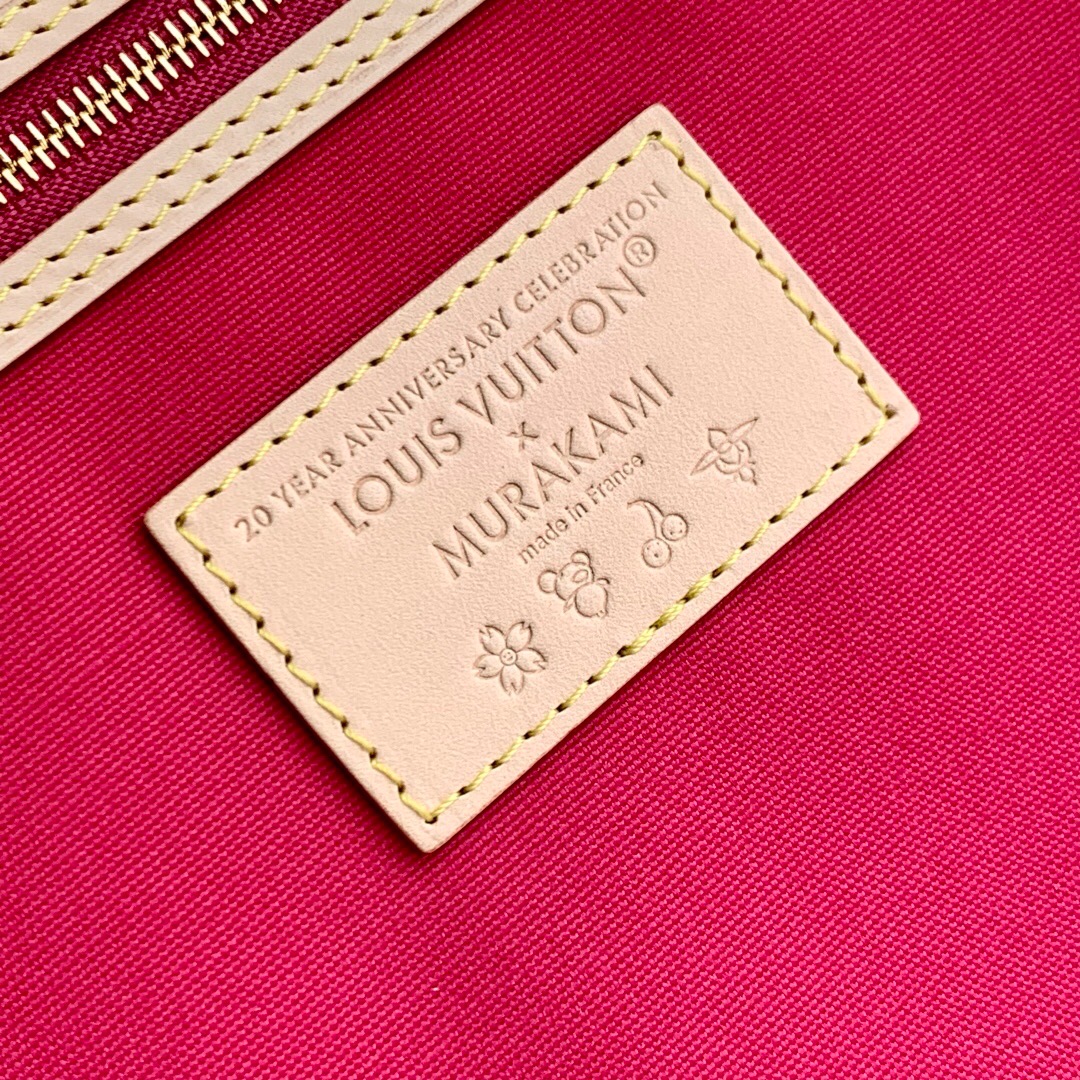 20 YEAR ANNIVERSARY CELEBRATION
LOUIS VUITTON®
×
MURAKAMI
made in France